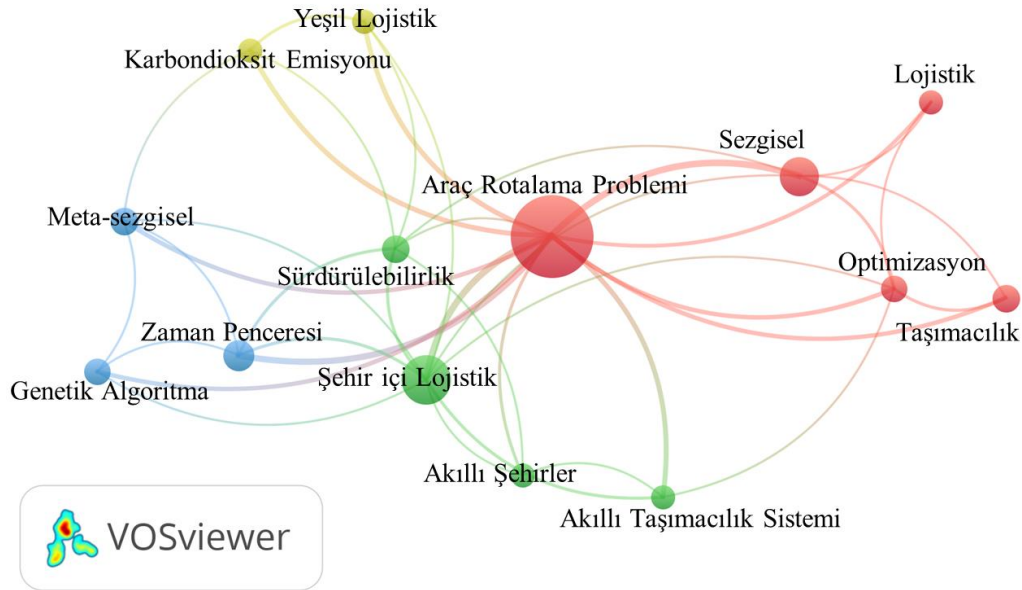 Yeşil Lojistik
Karbondioksit Emisyonu
Lojistik
Sezgisel
Araç Rotalama Problemi
Meta-sezgisel
Sürdürülebilirlik
Optimizasyon
Zaman Penceresi
Taşımacılık
Şehir içi Lojistik
Genetik Algoritma
Akıllı Şehirler
Akıllı Taşımacılık Sistemi
VOSviewer